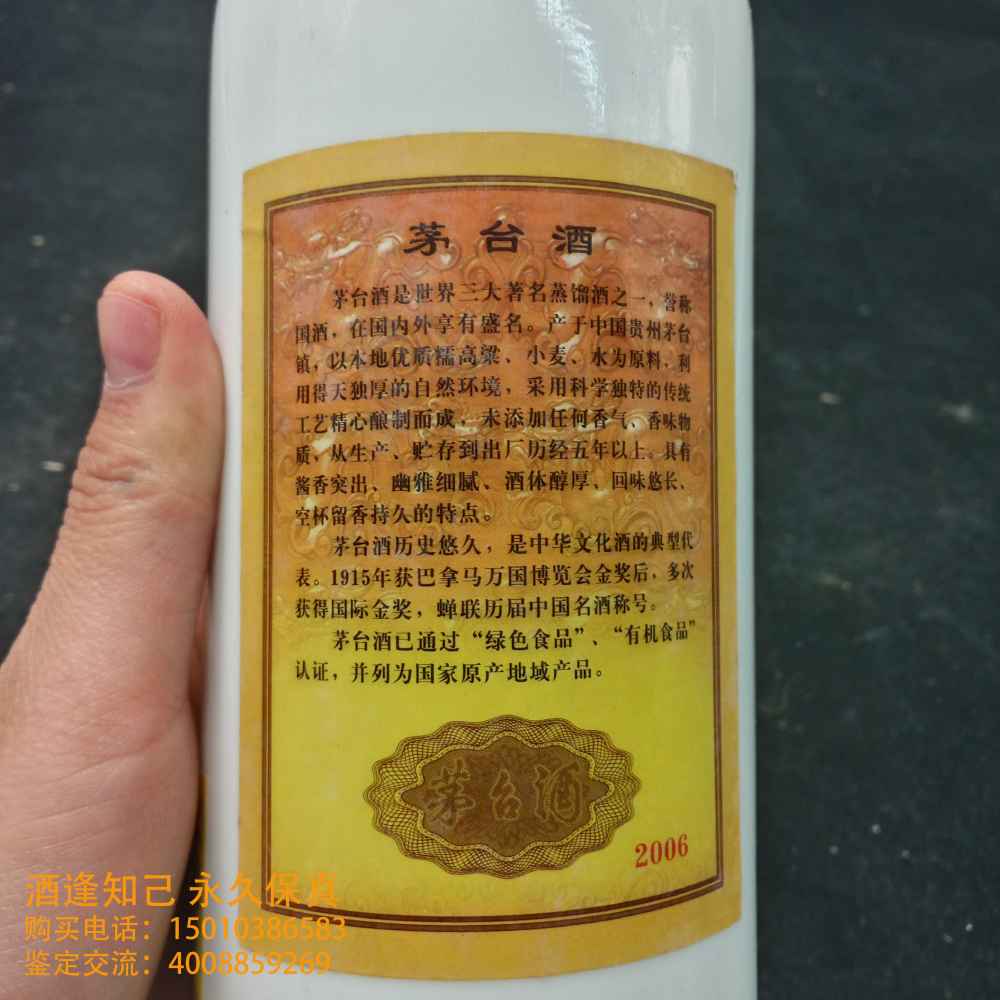 茅台酒
茅台酒是世界三大著名蒸馏酒之一，誉称
国酒，在国内外享有盛名。产于中国贵州茅台
镇，以本地优质糯高粱、小麦、水为原料，利
用得天独厚的自然环境，采用科学独特的传统
工艺精心酿制而成，未添加任何香气、香味物
质，从生产、贮存到出厂历经五年以上。具有
酱香突出、幽雅细腻、酒体醇厚、回味悠长、
空杯留香持久的特点。
茅台酒历史悠久，是中华文化酒的典型代
表。1915年获巴拿马万国博览会金奖后，多次
获得国际金奖，蝉联历届中国名酒称号。
茅台酒已通过“绿色食品”、“有机食品”
认证，并列为国家原产地域产品。
茅台酒
2006
酒逢知己 永久保真
购买电话：15010386583
鉴定交流：4008859269